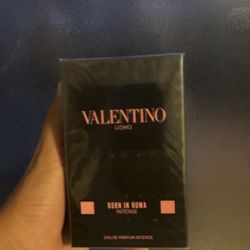 VALENTINO
UOMO
BORN IN ROMA
INTENSE
EAU DE PARFUM INTENSE